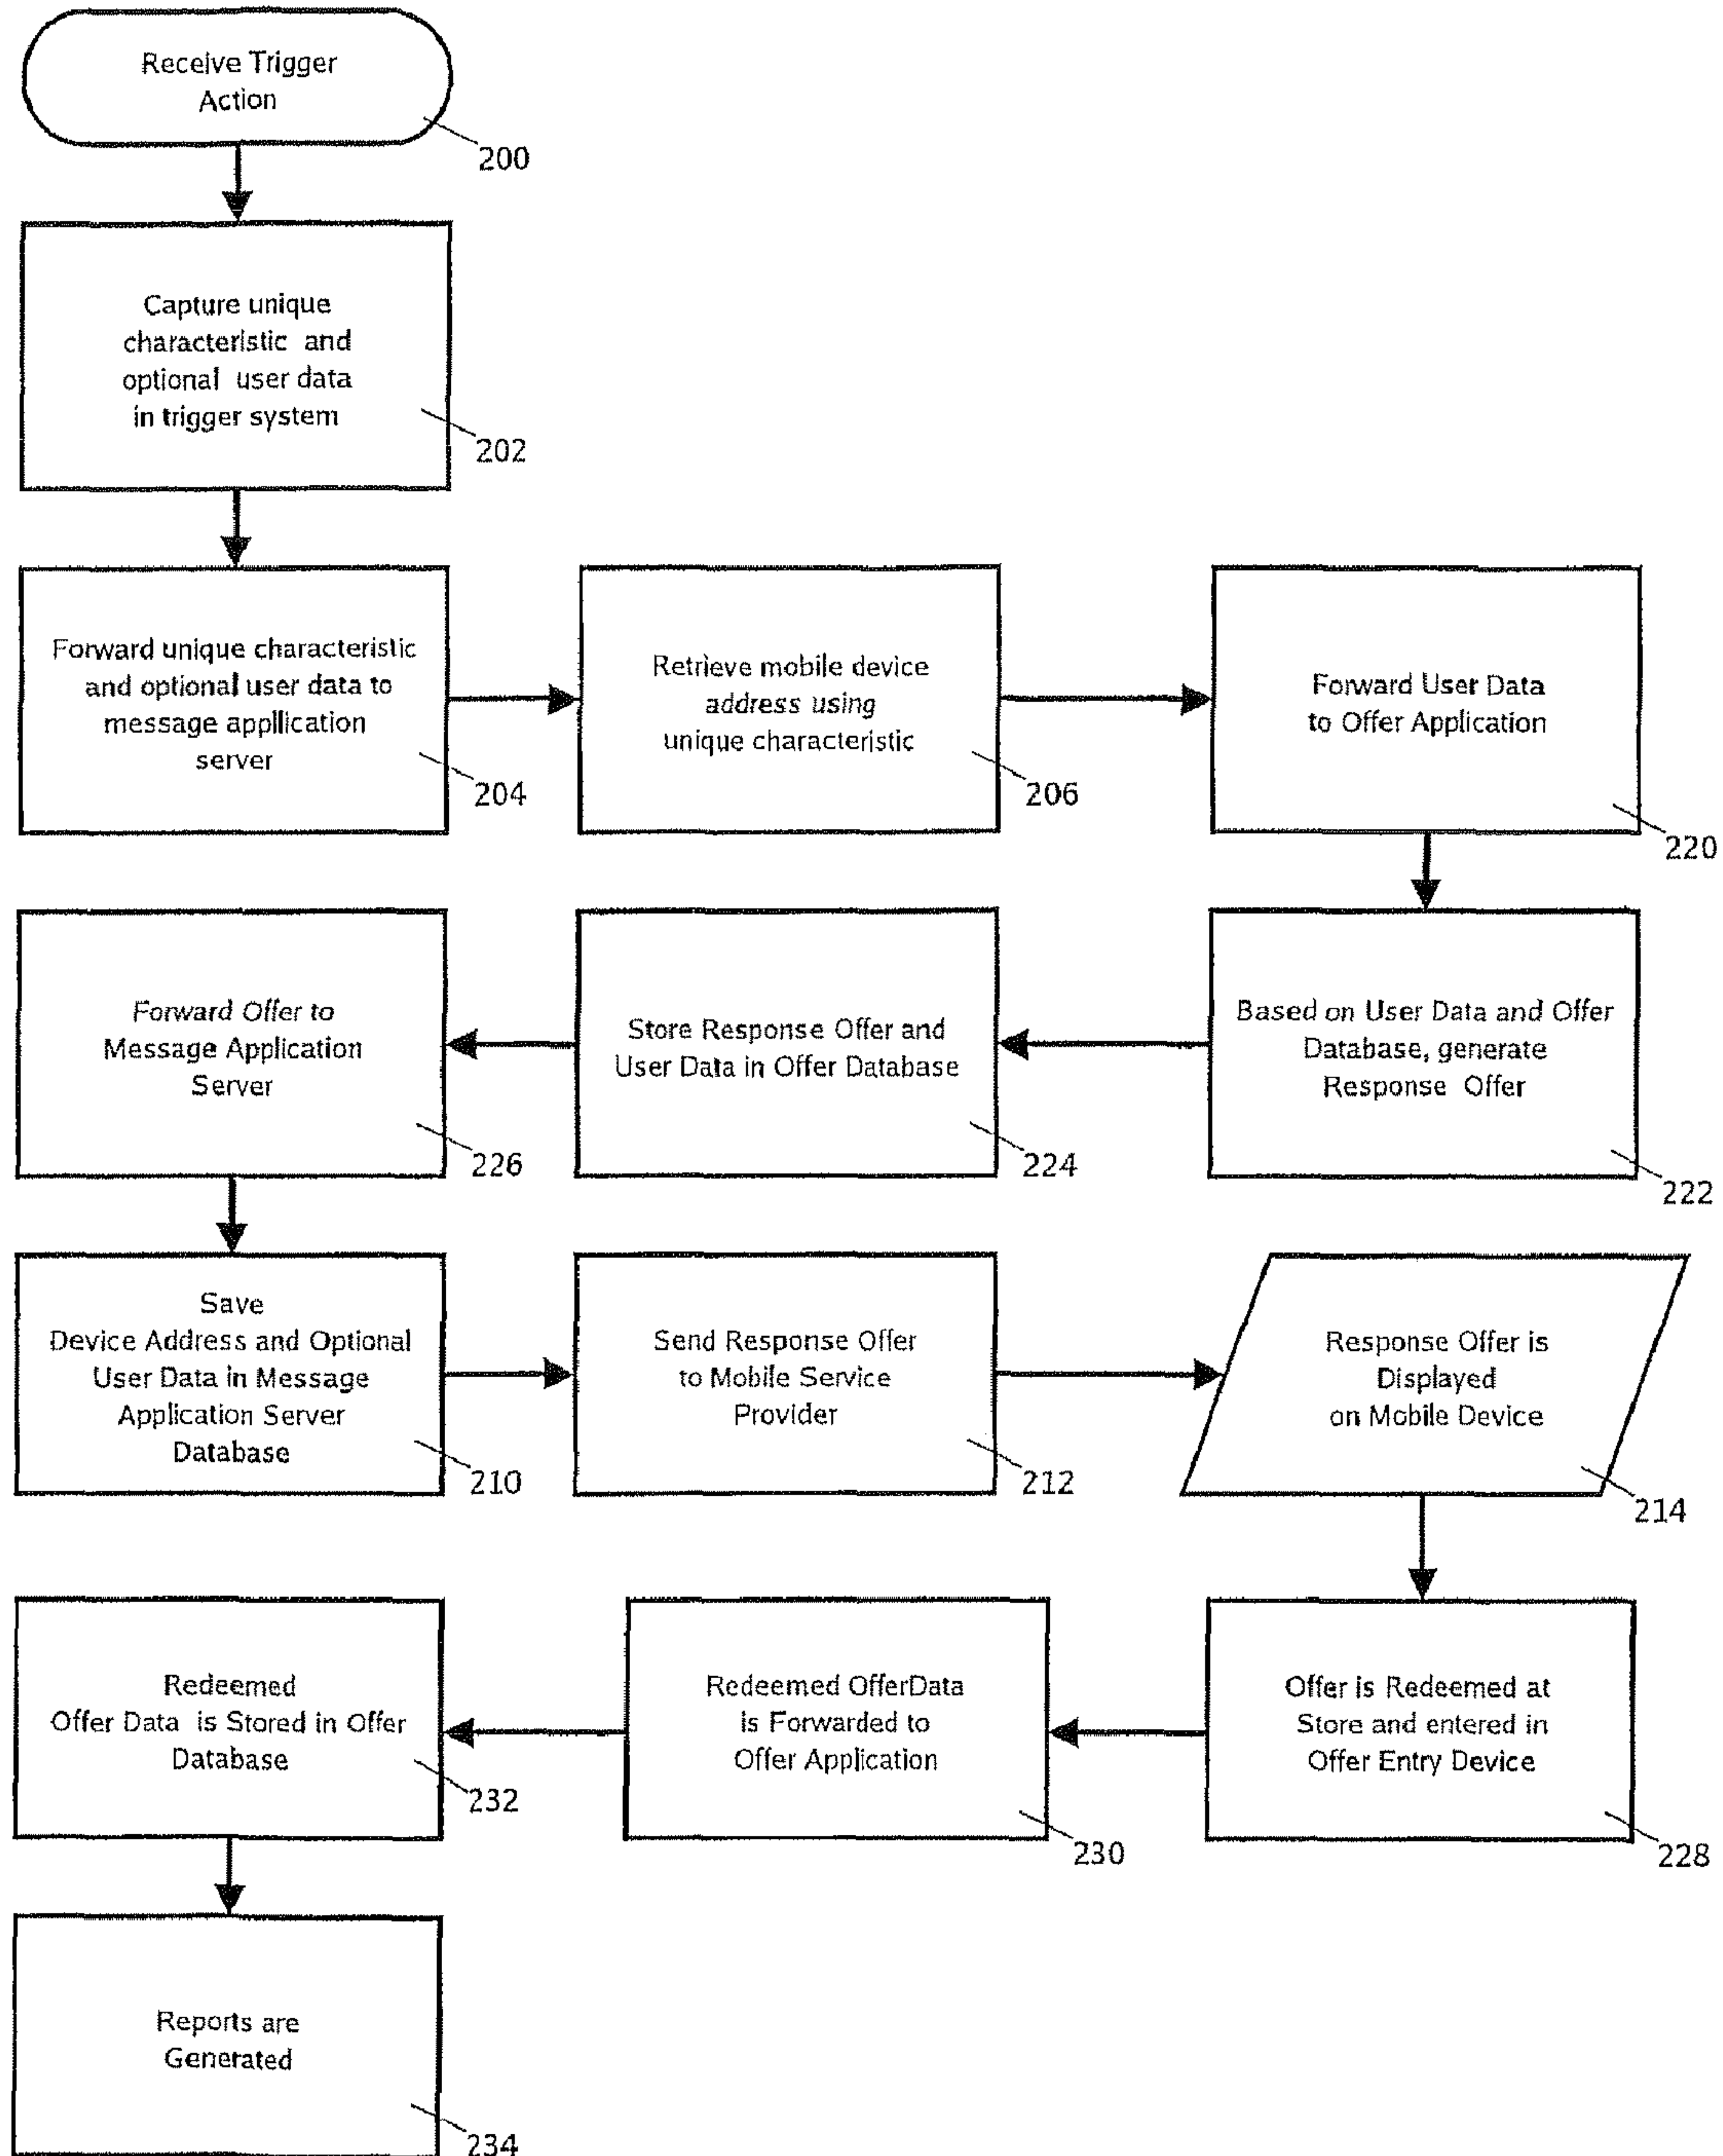 Receive Trigger
Action
200
Capture unique
characteristic and
optional user data
in trigger system
202
Forward unique characteristic
and optional user data to
message appllication
server
204
Retrieve mobile device
address using
unique characteristic
206
Forward User Data
to Offer Application
220
Based on User Data and Offer
Database, generate
Response Offer
222
Store Response Offer and
User Data in Offer Database
224
Forward Offer to
Message Application
Server
226
Save
Device Address and Optional
User Data in Message
Application Server
Database
210
Send Response Offer
to Mobile Service
Provider
212
Response Offer is
Displayed
on Mobile Device
214
Offer is Redeemed at
Store and entered in
Offer Entry Device
228
Redeemed OfferData
is Forwarded to
Offer Application
230
Redeemed
Offer Data is Stored in Offer
Database
232
Reports are
Generated
234